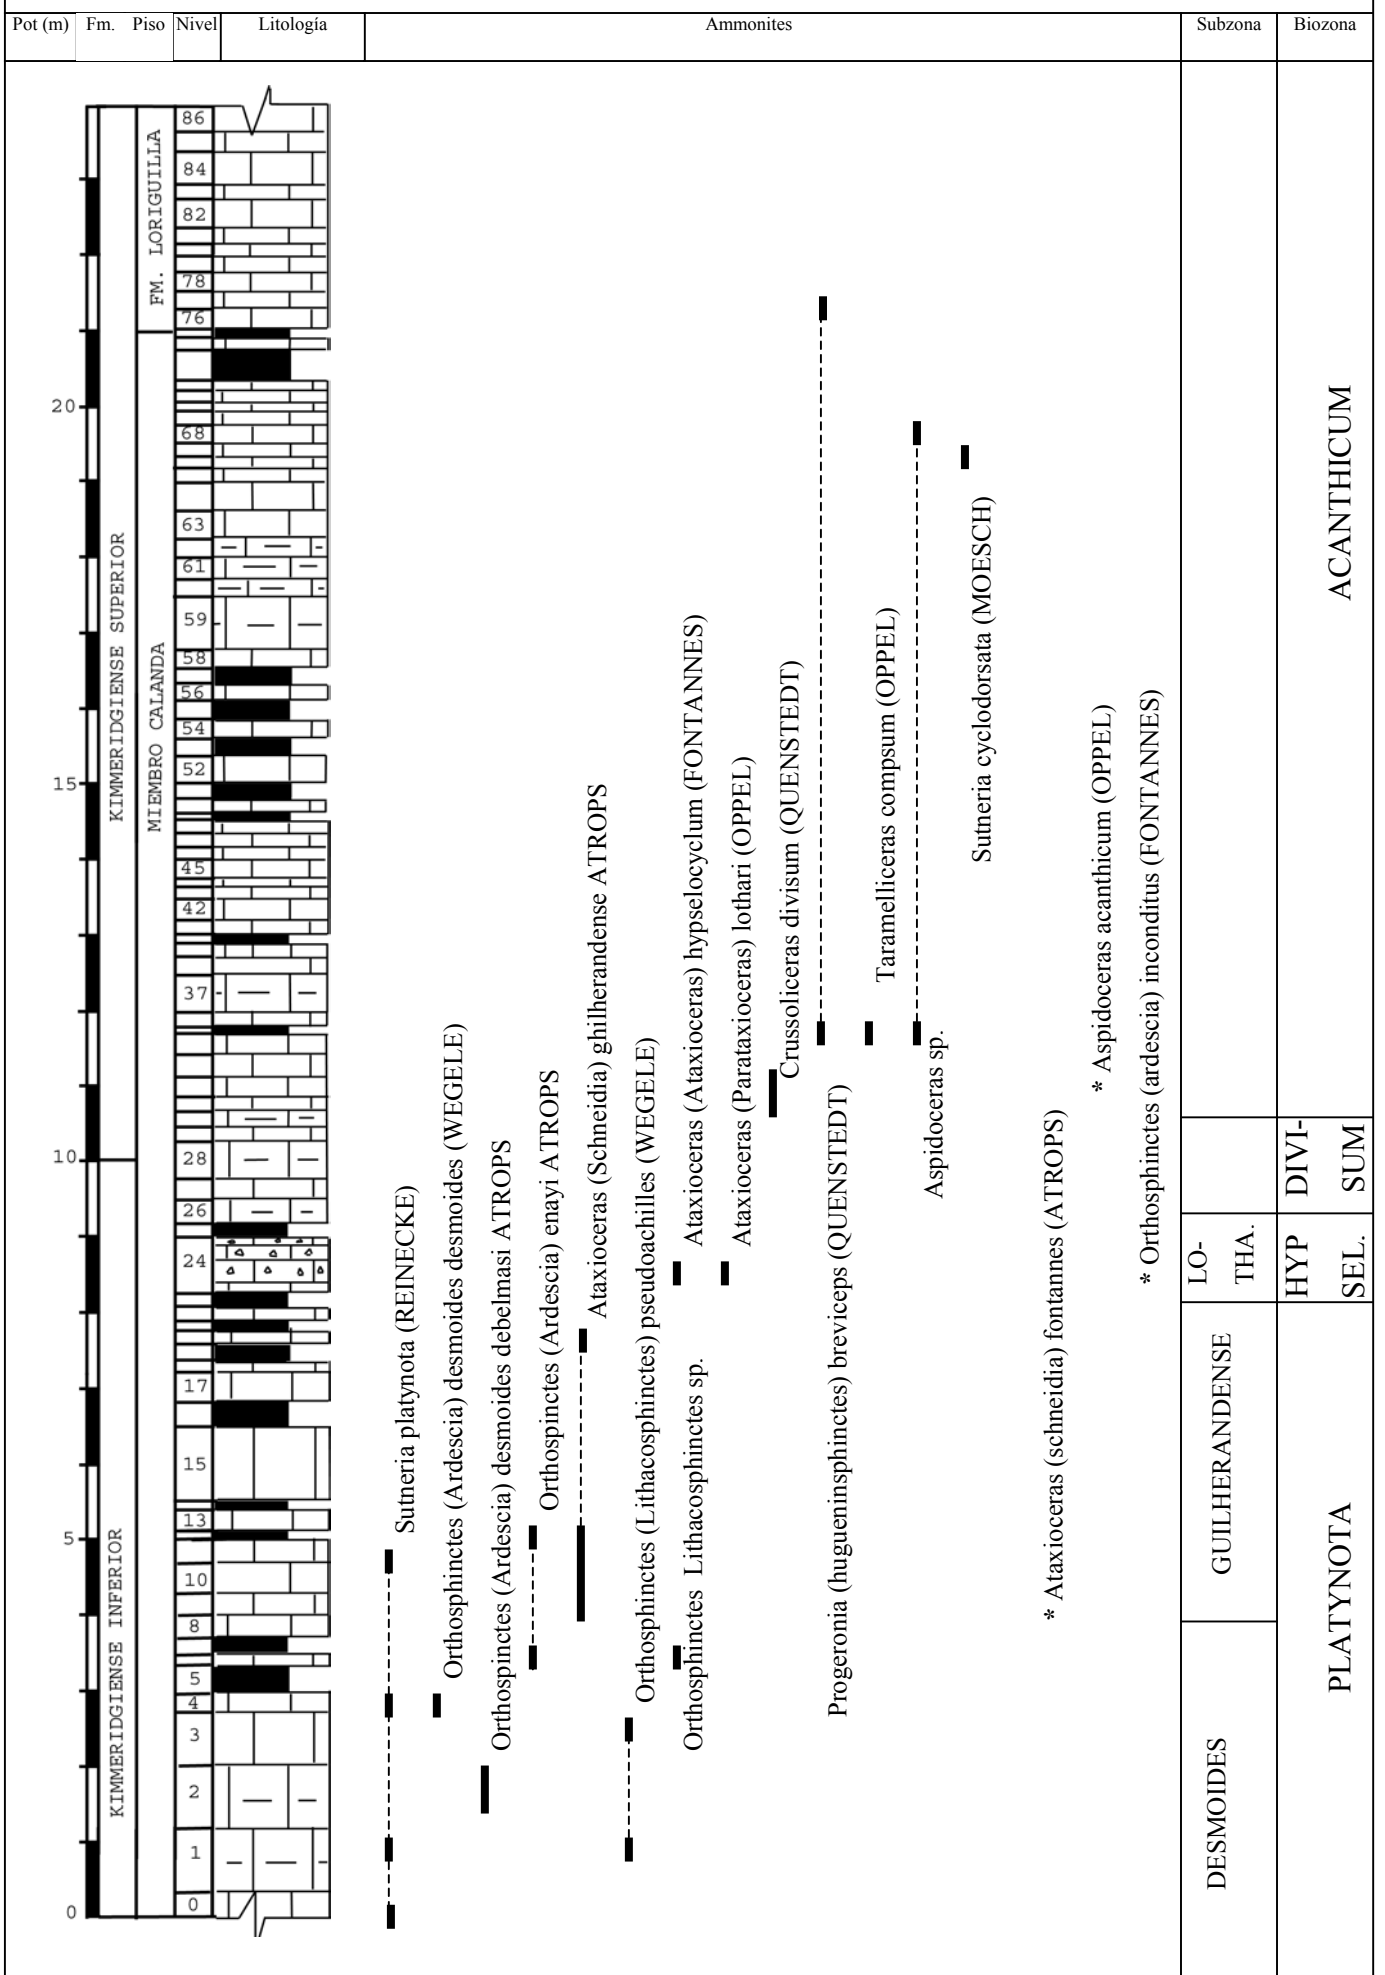 Pot (m) Fm. Piso Nivel Litología Ammonites Subzona Biozona
86
84
82
78
76
68
63
61
59
58
56
54
52
45
42
37
28
26
24
17
15
13
10
8
5
4
3
2
1
0
20
15
10
5
0
KIMMERIDGIENSE SUPERIOR
KIMMERIDGIENSE INFERIOR
FM. LORIGUILLA
MIEMBRO CALANDA
Sutneria platynota (REINECKE)
Orthosphinctes (Ardescia) desmoides desmoides (WEGELE)
Orthospinctes (Ardescia) desmoides debelmasi ATROPS
Orthospinctes (Ardescia) enayi ATROPS
Ataxioceras (Schneidia) ghilherandense ATROPS
Orthosphinctes (Lithacosphinctes) pseudoachilles (WEGELE)
Orthosphinctes Lithacosphinctes sp.
Ataxioceras (Ataxioceras) hypselocyclum (FONTANNES)
Ataxioceras (Parataxioceras) lothari (OPPEL)
Crussoliceras divisum (QUENSTEDT)
Progeronia (hugueninsphinctes) breviceps (QUENSTEDT)
Taramelliceras compsum (OPPEL)
Aspidoceras sp.
Sutneria cyclodorsata (MOESCH)
* Ataxioceras (schneidia) fontannes (ATROPS)
* Aspidoceras acanthicum (OPPEL)
* Orthosphinctes (ardescia) inconditus (FONTANNES)
LO-
THA.
GUILHERANDENSE
DESMOIDES
ACANTHICUM
DIVI-
SUM
HYP
SEL.
PLATYNOTA